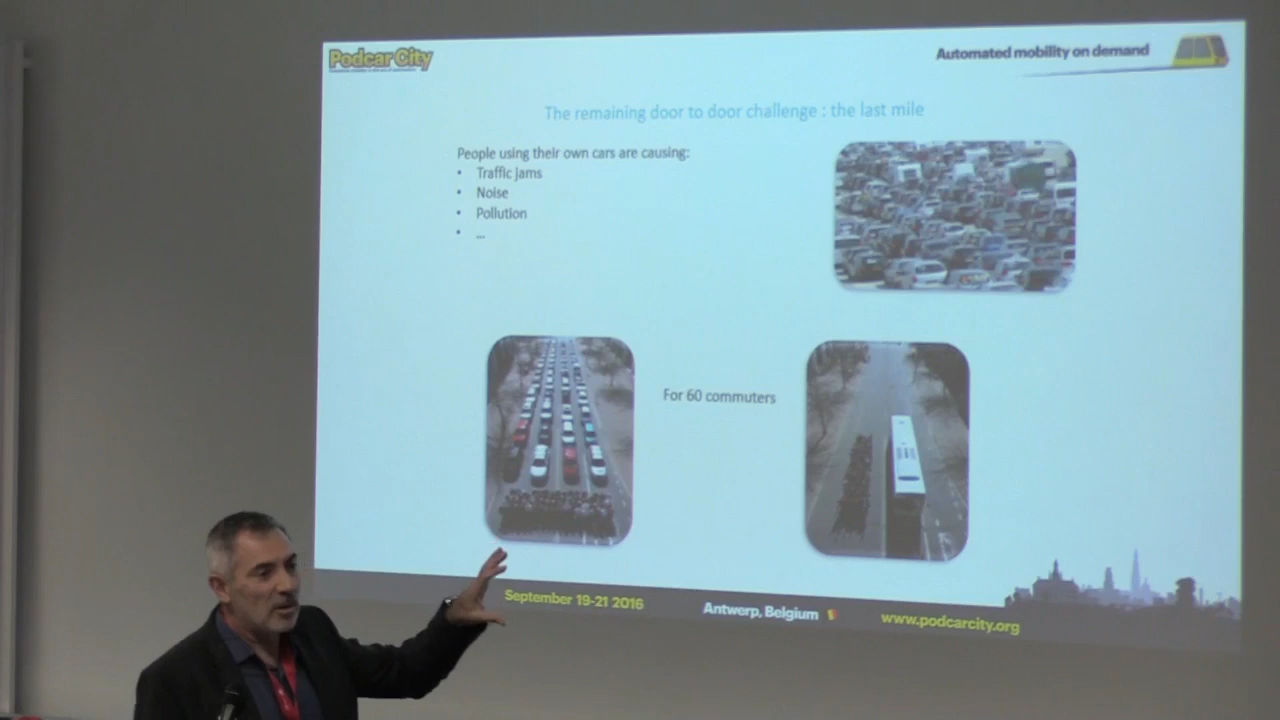 Podcar City
Automated mobility on demand
The remaining door to door challenge : the last mile
People using their own cars are causing:
• Traffic jams
• Noise
• Pollution
• ...
For 60 commuters
September 19-21 2016
Antwerp, Belgium
www.podcarcity.org